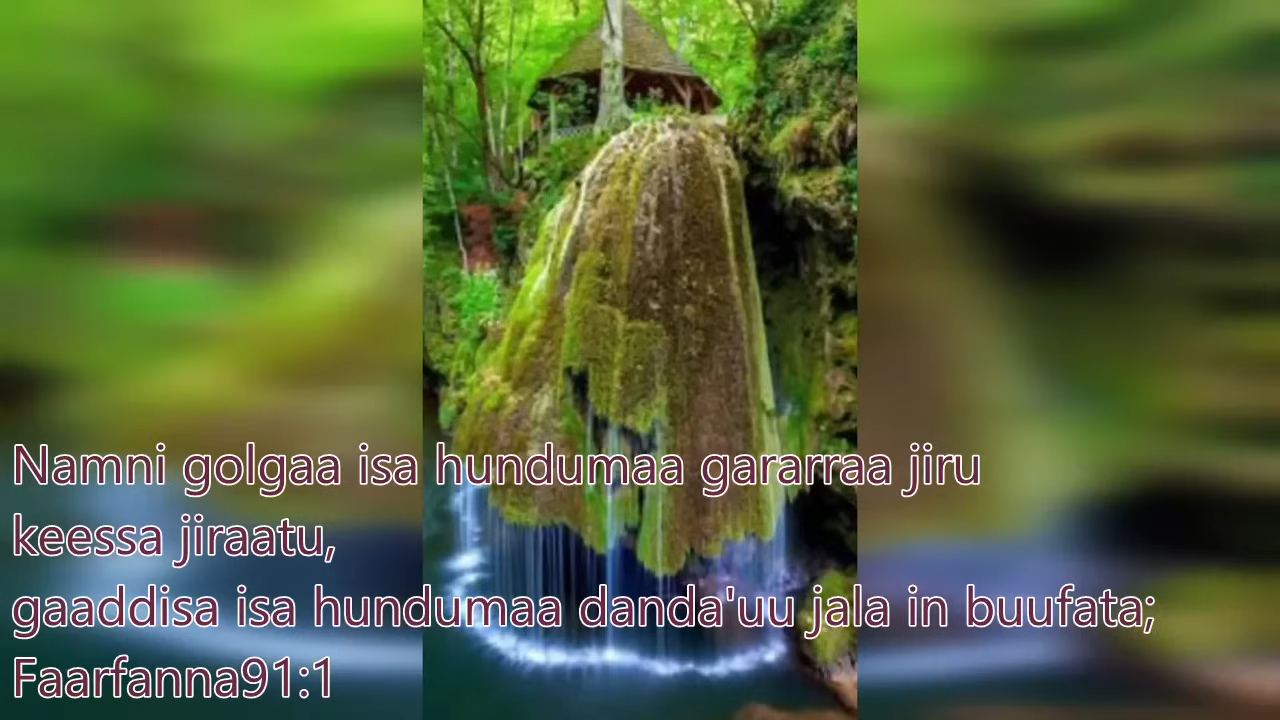 Namni golgaa isa hundumaa gararraa jiru
keessa jiraatu,
gaaddisa isa hundumaa danda'uu jala in buufata;
Faarfanna91:1